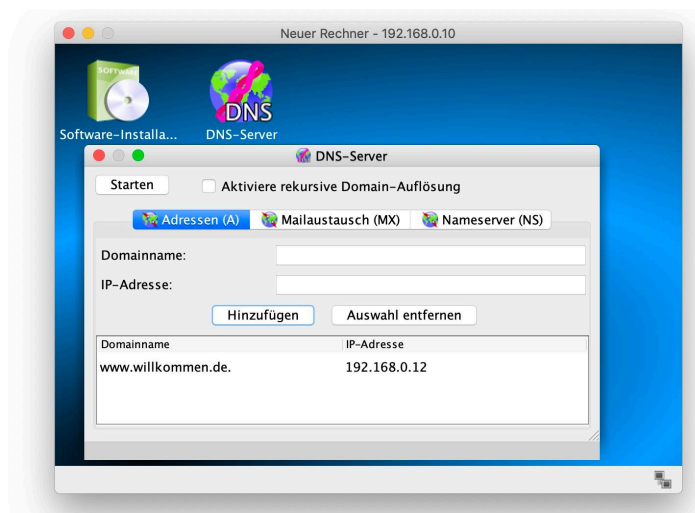 Neuer Rechner - 192.168.0.10
SOFTWARE
DNS
Software-Installa...
DNS-Server
DNS-Server
Starten
Aktiviere rekursive Domain-Auflösung
Adressen (A)
Mailaustausch (MX)
Nameserver (NS)
Domainname:
IP-Adresse:
Hinzufügen
Auswahl entfernen
Domainname
IP-Adresse
www.willkommen.de.
192.168.0.12